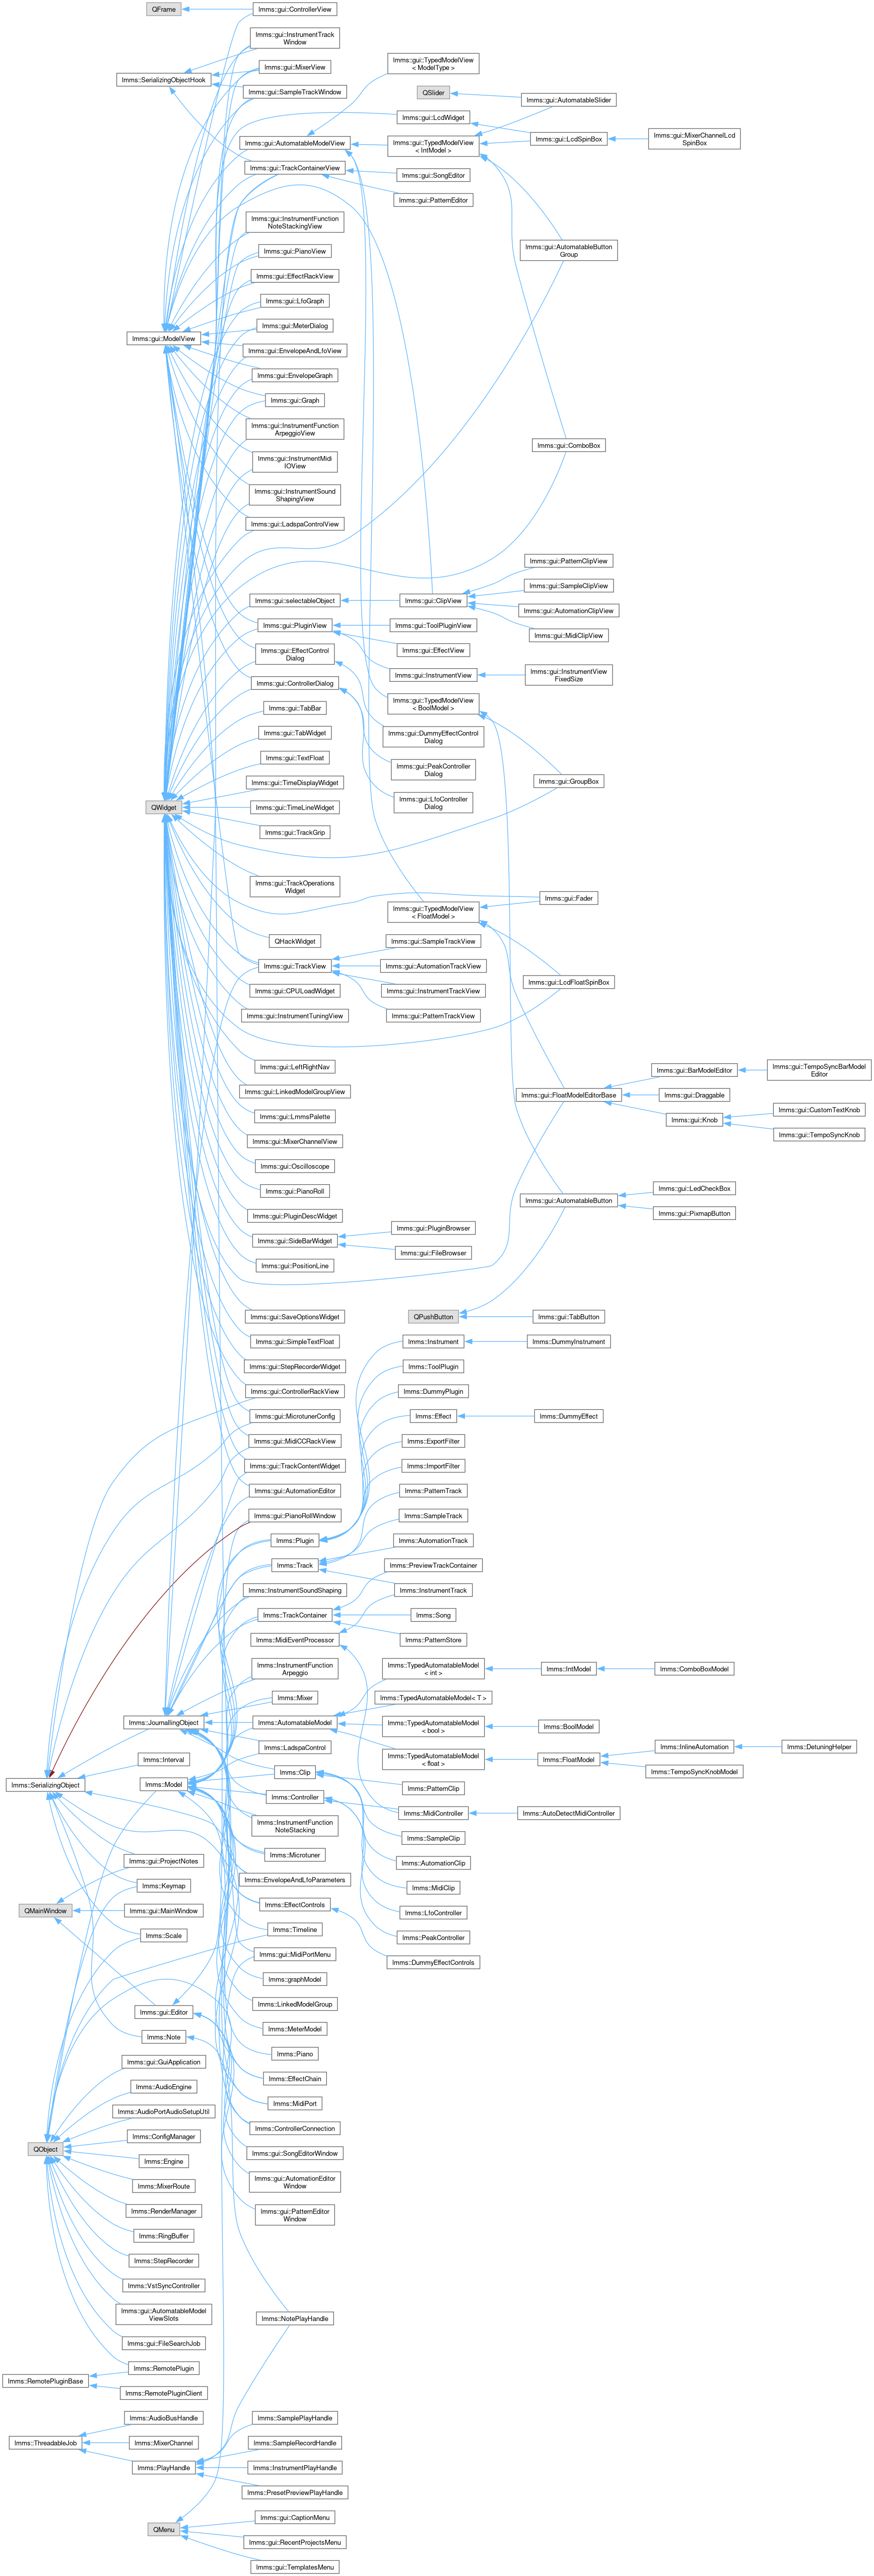 QFrame
lmms::gui::ControllerView
lmms::gui::InstrumentTrack
Window
lmms::gui::TypedModelView
< ModelType >
lmms::gui::MixerView
lmms::SerializingObjectHook
lmms::gui::SampleTrackWindow
QSlider
lmms::gui::AutomatableSlider
lmms::gui::LcdWidget
lmms::gui::AutomatableModelView
lmms::gui::TypedModelView
< IntModel >
lmms::gui::LcdSpinBox
lmms::gui::MixerChannelLcd
SpinBox
lmms::gui::TrackContainerView
lmms::gui::SongEditor
lmms::gui::PatternEditor
lmms::gui::InstrumentFunction
NoteStackingView
lmms::gui::PianoView
lmms::gui::AutomatableButton
Group
lmms::gui::EffectRackView
lmms::gui::LfoGraph
lmms::gui::MeterDialog
lmms::gui::ModelView
lmms::gui::EnvelopeAndLfoView
lmms::gui::EnvelopeGraph
lmms::gui::Graph
lmms::gui::InstrumentFunction
ArpeggioView
lmms::gui::ComboBox
lmms::gui::InstrumentMidi
IOView
lmms::gui::InstrumentSound
ShapingView
lmms::gui::LadspaControlView
lmms::gui::PatternClipView
lmms::gui::SampleClipView
lmms::gui::selectableObject
lmms::gui::ClipView
lmms::gui::AutomationClipView
lmms::gui::PluginView
lmms::gui::ToolPluginView
lmms::gui::MidiClipView
lmms::gui::EffectControl
Dialog
lmms::gui::EffectView
lmms::gui::InstrumentView
lmms::gui::InstrumentView
FixedSize
lmms::gui::ControllerDialog
lmms::gui::TypedModelView
< BoolModel >
lmms::gui::TabBar
lmms::gui::TabWidget
lmms::gui::DummyEffectControl
Dialog
lmms::gui::TextFloat
lmms::gui::PeakController
Dialog
lmms::gui::TimeDisplayWidget
lmms::gui::GroupBox
QWidget
lmms::gui::TimeLineWidget
lmms::gui::LfoController
Dialog
lmms::gui::TrackGrip
lmms::gui::TrackOperations
Widget
lmms::gui::Fader
lmms::gui::TypedModelView
< FloatModel >
QHackWidget
lmms::gui::SampleTrackView
lmms::gui::TrackView
lmms::gui::AutomationTrackView
lmms::gui::LcdFloatSpinBox
lmms::gui::CPULoadWidget
lmms::gui::InstrumentTrackView
lmms::gui::InstrumentTuningView
lmms::gui::PatternTrackView
lmms::gui::LeftRightNav
lmms::gui::BarModelEditor
lmms::gui::TempoSyncBarModel
Editor
lmms::gui::LinkedModelGroupView
lmms::gui::FloatModelEditorBase
lmms::gui::Draggable
lmms::gui::CustomTextKnob
lmms::gui::LmmsPalette
lmms::gui::Knob
lmms::gui::TempoSyncKnob
lmms::gui::MixerChannelView
lmms::gui::Oscilloscope
lmms::gui::PianoRoll
lmms::gui::LedCheckBox
lmms::gui::AutomatableButton
lmms::gui::PixmapButton
lmms::gui::PluginDescWidget
lmms::gui::PluginBrowser
lmms::gui::SideBarWidget
lmms::gui::FileBrowser
lmms::gui::PositionLine
lmms::gui::SaveOptionsWidget
QPushButton
lmms::gui::TabButton
lmms::gui::SimpleTextFloat
lmms::Instrument
lmms::DummyInstrument
lmms::gui::StepRecorderWidget
lmms::ToolPlugin
lmms::gui::ControllerRackView
lmms::DummyPlugin
lmms::gui::MicrotunerConfig
lmms::Effect
lmms::DummyEffect
lmms::gui::MidiCCRackView
lmms::ExportFilter
lmms::gui::TrackContentWidget
lmms::ImportFilter
lmms::gui::AutomationEditor
lmms::PatternTrack
lmms::gui::PianoRollWindow
lmms::SampleTrack
lmms::Plugin
lmms::AutomationTrack
lmms::Track
lmms::PreviewTrackContainer
lmms::InstrumentSoundShaping
lmms::InstrumentTrack
lmms::TrackContainer
lmms::Song
lmms::MidiEventProcessor
lmms::PatternStore
lmms::InstrumentFunction
Arpeggio
lmms::TypedAutomatableModel
< int >
lmms::IntModel
lmms::ComboBoxModel
lmms::Mixer
lmms::TypedAutomatableModel< T >
lmms::JournallingObject
lmms::AutomatableModel
lmms::TypedAutomatableModel
< bool >
lmms::BoolModel
lmms::LadspaControl
lmms::InlineAutomation
lmms::DetuningHelper
lmms::Interval
lmms::TypedAutomatableModel
< float >
lmms::FloatModel
lmms::Clip
lmms::TempoSyncKnobModel
lmms::SerializingObject
lmms::Model
lmms::PatternClip
lmms::Controller
lmms::MidiController
lmms::AutoDetectMidiController
lmms::InstrumentFunction
NoteStacking
lmms::SampleClip
lmms::Microtuner
lmms::gui::ProjectNotes
lmms::AutomationClip
lmms::EnvelopeAndLfoParameters
lmms::Keymap
lmms::MidiClip
lmms::EffectControls
QMainWindow
lmms::gui::MainWindow
lmms::LfoController
lmms::Timeline
lmms::Scale
lmms::PeakController
lmms::gui::MidiPortMenu
lmms::DummyEffectControls
lmms::graphModel
lmms::LinkedModelGroup
lmms::gui::Editor
lmms::MeterModel
lmms::Note
lmms::Piano
lmms::gui::GuiApplication
lmms::EffectChain
lmms::AudioEngine
lmms::MidiPort
lmms::AudioPortAudioSetupUtil
lmms::ControllerConnection
lmms::ConfigManager
QObject
lmms::gui::SongEditorWindow
lmms::Engine
lmms::gui::AutomationEditor
Window
lmms::MixerRoute
lmms::RenderManager
lmms::gui::PatternEditor
Window
lmms::RingBuffer
lmms::StepRecorder
lmms::VstSyncController
lmms::gui::AutomatableModel
ViewSlots
lmms::NotePlayHandle
lmms::gui::FileSearchJob
lmms::RemotePlugin
lmms::RemotePluginBase
lmms::RemotePluginClient
lmms::AudioBusHandle
lmms::SamplePlayHandle
lmms::ThreadableJob
lmms::MixerChannel
lmms::SampleRecordHandle
lmms::PlayHandle
lmms::InstrumentPlayHandle
lmms::PresetPreviewPlayHandle
lmms::gui::CaptionMenu
QMenu
lmms::gui::RecentProjectsMenu
lmms::gui::TemplatesMenu